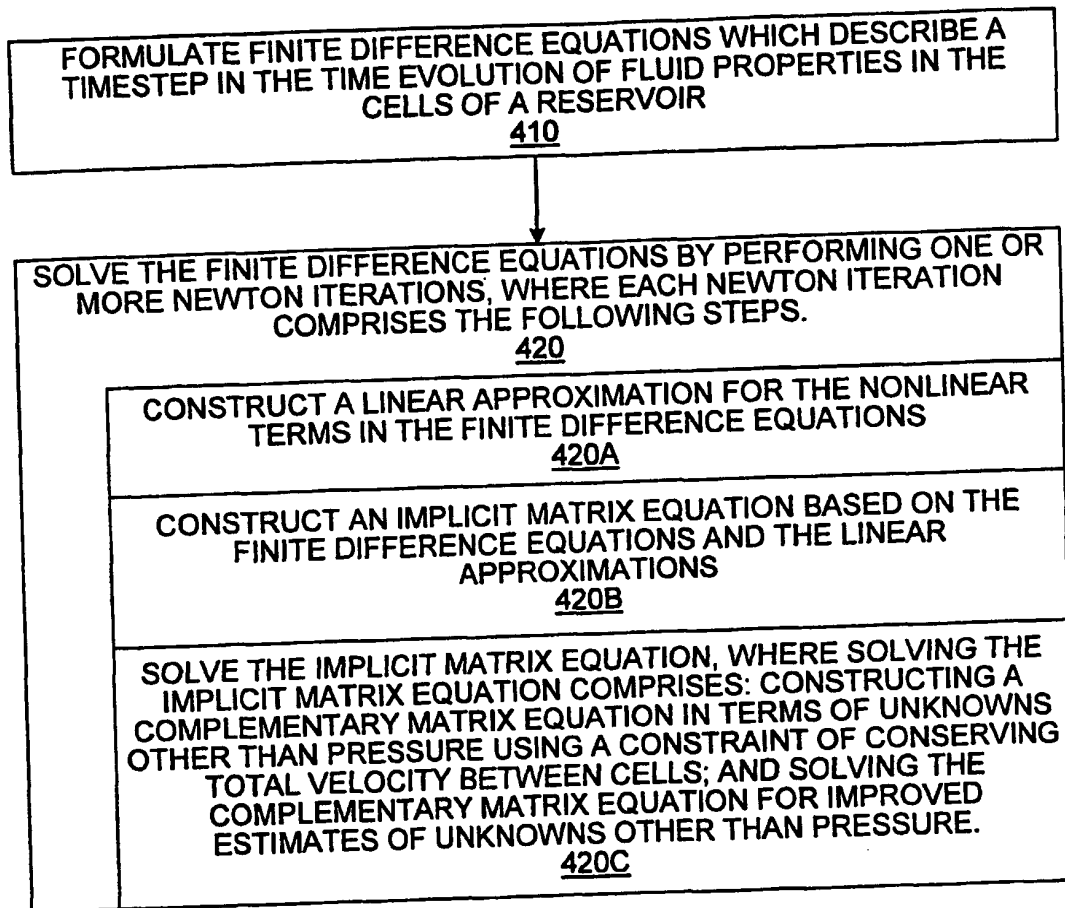 FORMULATE FINITE DIFFERENCE EQUATIONS WHICH DESCRIBE A
TIMESTEP IN THE TIME EVOLUTION OF FLUID PROPERTIES IN THE
CELLS OF A RESERVOIR
410
SOLVE THE FINITE DIFFERENCE EQUATIONS BY PERFORMING ONE OR
MORE NEWTON ITERATIONS, WHERE EACH NEWTON ITERATION
COMPRISES THE FOLLOWING STEPS.
420
CONSTRUCT A LINEAR APPROXIMATION FOR THE NONLINEAR
TERMS IN THE FINITE DIFFERENCE EQUATIONS
420A
CONSTRUCT AN IMPLICIT MATRIX EQUATION BASED ON THE
FINITE DIFFERENCE EQUATIONS AND THE LINEAR
APPROXIMATIONS
420B
SOLVE THE IMPLICIT MATRIX EQUATION, WHERE SOLVING THE
IMPLICIT MATRIX EQUATION COMPRISES: CONSTRUCTING A
COMPLEMENTARY MATRIX EQUATION IN TERMS OF UNKNOWNS
OTHER THAN PRESSURE USING A CONSTRAINT OF CONSERVING
TOTAL VELOCITY BETWEEN CELLS; AND SOLVING THE
COMPLEMENTARY MATRIX EQUATION FOR IMPROVED
ESTIMATES OF UNKNOWNS OTHER THAN PRESSURE.
420C